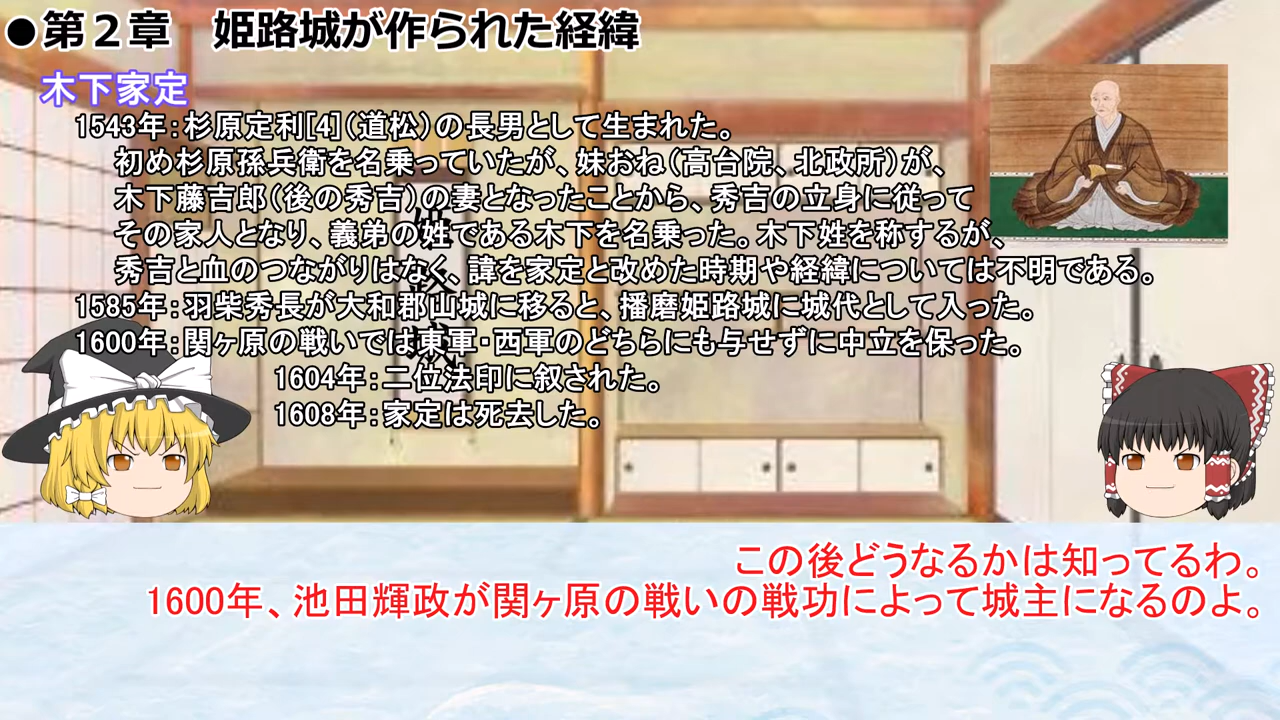 ●第２章　姫路城が作られた経緯
木下家定
1543年：杉原定利[4]（道松）の長男として生まれた。
初め杉原孫兵衛を名乗っていたが、妹おね（高台院、北政所）が、
木下藤吉郎（後の秀吉）の妻となったことから、秀吉の立身に従って
その家人となり、義弟の姓である木下を名乗った。木下姓を称するが、
秀吉と血のつながりはなく、諱を家定と改めた時期や経緯については不明である。
1585年：羽柴秀長が大和郡山城に移ると、播磨姫路城に城代として入った。
1600年：関ヶ原の戦いでは東軍・西軍のどちらにも与せずに中立を保った。
1604年：二位法印に叙された。
1608年：家定は死去した。
この後どうなるかは知ってるわ。
1600年、池田輝政が関ヶ原の戦いの戦功によって城主になるのよ。